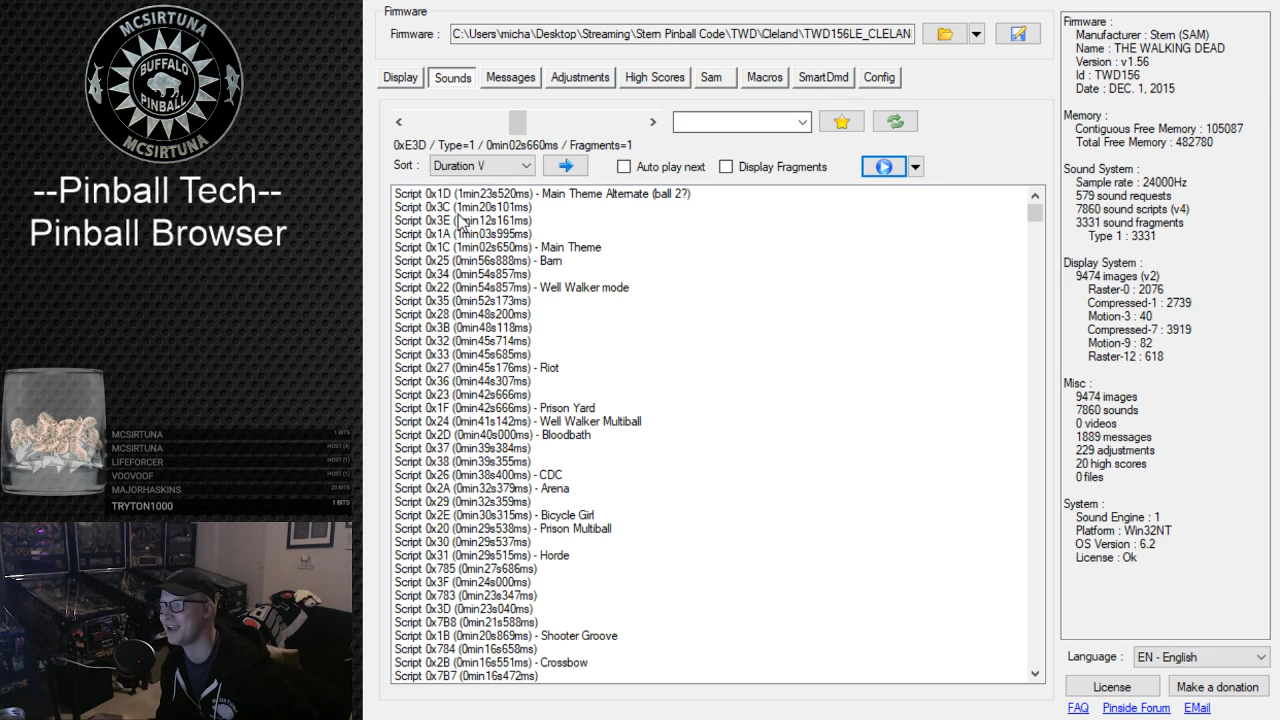 MCSIRTUNA
BUFFALO
PINBALL
MCSIRTUNA
--Pinball Tech--
Pinball Browser
MCSIRTUNA 1 BITS
MCSIRTUNA HOST (4)
LIFEFORCER HOST (1)
VOOVOOF HOST (1)
MAJORHASKINS 20 BITS
TRYTON1000 1 BITS
Firmware
Firmware : C:\Users\micha\Desktop\Streaming\Stern Pinball Code\TWD\Cleland\TWD156LE_CLELAN
Display Sounds Messages Adjustments High Scores Sam Macros SmartDmd Config
0xE3D / Type=1 / 0min02s660ms / Fragments=1
Sort : Duration V Auto play next Display Fragments
Script 0x1D (1min23s520ms) - Main Theme Alternate (ball 2?)
Script 0x3C (1min20s101ms)
Script 0x3E (1min12s161ms)
Script 0x1A (1min03s995ms)
Script 0x1C (1min02s650ms) - Main Theme
Script 0x25 (0min56s888ms) - Barn
Script 0x34 (0min54s857ms)
Script 0x22 (0min54s857ms) - Well Walker mode
Script 0x35 (0min52s173ms)
Script 0x28 (0min48s200ms)
Script 0x3B (0min48s118ms)
Script 0x32 (0min45s714ms)
Script 0x33 (0min45s685ms)
Script 0x27 (0min45s176ms) - Riot
Script 0x36 (0min44s307ms)
Script 0x23 (0min42s666ms)
Script 0x1F (0min42s666ms) - Prison Yard
Script 0x24 (0min41s142ms) - Well Walker Multiball
Script 0x2D (0min40s000ms) - Bloodbath
Script 0x37 (0min39s384ms)
Script 0x38 (0min39s355ms)
Script 0x26 (0min38s400ms) - CDC
Script 0x2A (0min32s379ms) - Arena
Script 0x29 (0min32s359ms)
Script 0x2E (0min30s315ms) - Bicycle Girl
Script 0x20 (0min29s538ms) - Prison Multiball
Script 0x30 (0min29s537ms)
Script 0x31 (0min29s515ms) - Horde
Script 0x785 (0min27s686ms)
Script 0x3F (0min24s000ms)
Script 0x783 (0min23s347ms)
Script 0x3D (0min23s040ms)
Script 0x7B8 (0min21s588ms)
Script 0x1B (0min20s869ms) - Shooter Groove
Script 0x784 (0min16s658ms)
Script 0x2B (0min16s551ms) - Crossbow
Script 0x7B7 (0min16s472ms)
Firmware :
Manufacturer : Stern (SAM)
Name : THE WALKING DEAD
Version : v1.56
Id : TWD156
Date : DEC. 1, 2015
Memory :
Contiguous Free Memory : 105087
Total Free Memory : 482780
Sound System :
Sample rate : 24000Hz
579 sound requests
7860 sound scripts (v4)
3331 sound fragments
Type 1 : 3331
Display System :
9474 images (v2)
Raster-0 : 2076
Compressed-1 : 2739
Motion-3 : 40
Compressed-7 : 3919
Motion-9 : 82
Raster-12 : 618
Misc :
9474 images
7860 sounds
0 videos
1889 messages
229 adjustments
20 high scores
0 files
System :
Sound Engine : 1
Platform : Win32NT
OS Version : 6.2
License : Ok
Language : EN - English
License Make a donation
FAQ Pinside Forum EMail